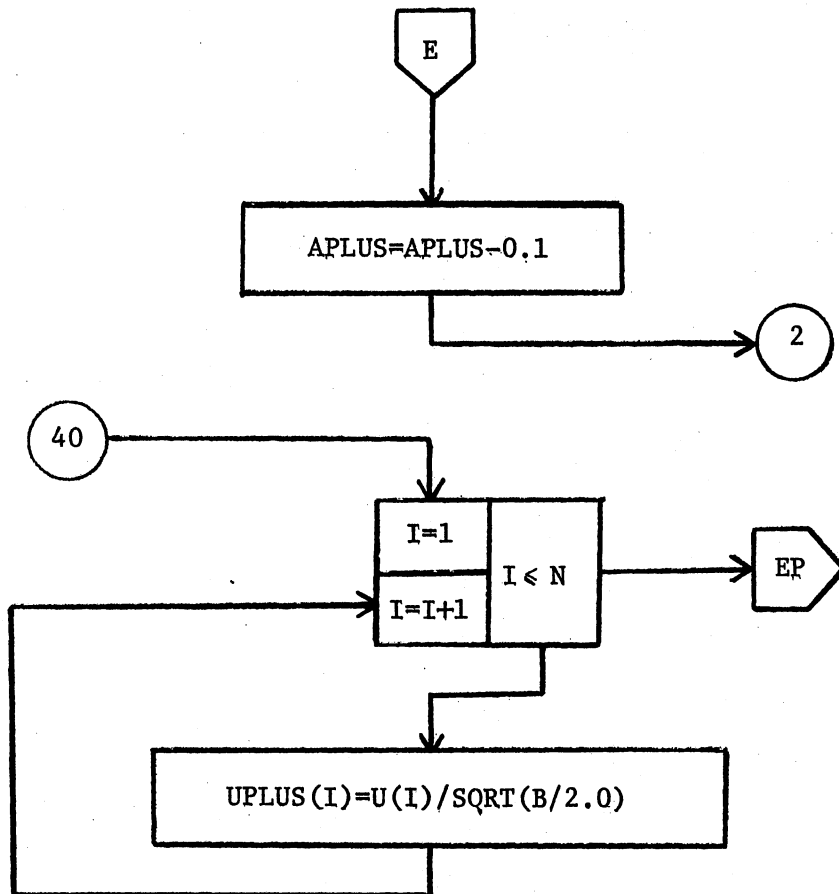 E
APLUS=APLUS-0.1
2
40
I=1
I ⩽ N
EP
I=I+1
UPLUS(I)=U(I)/SQRT(B/2.0)